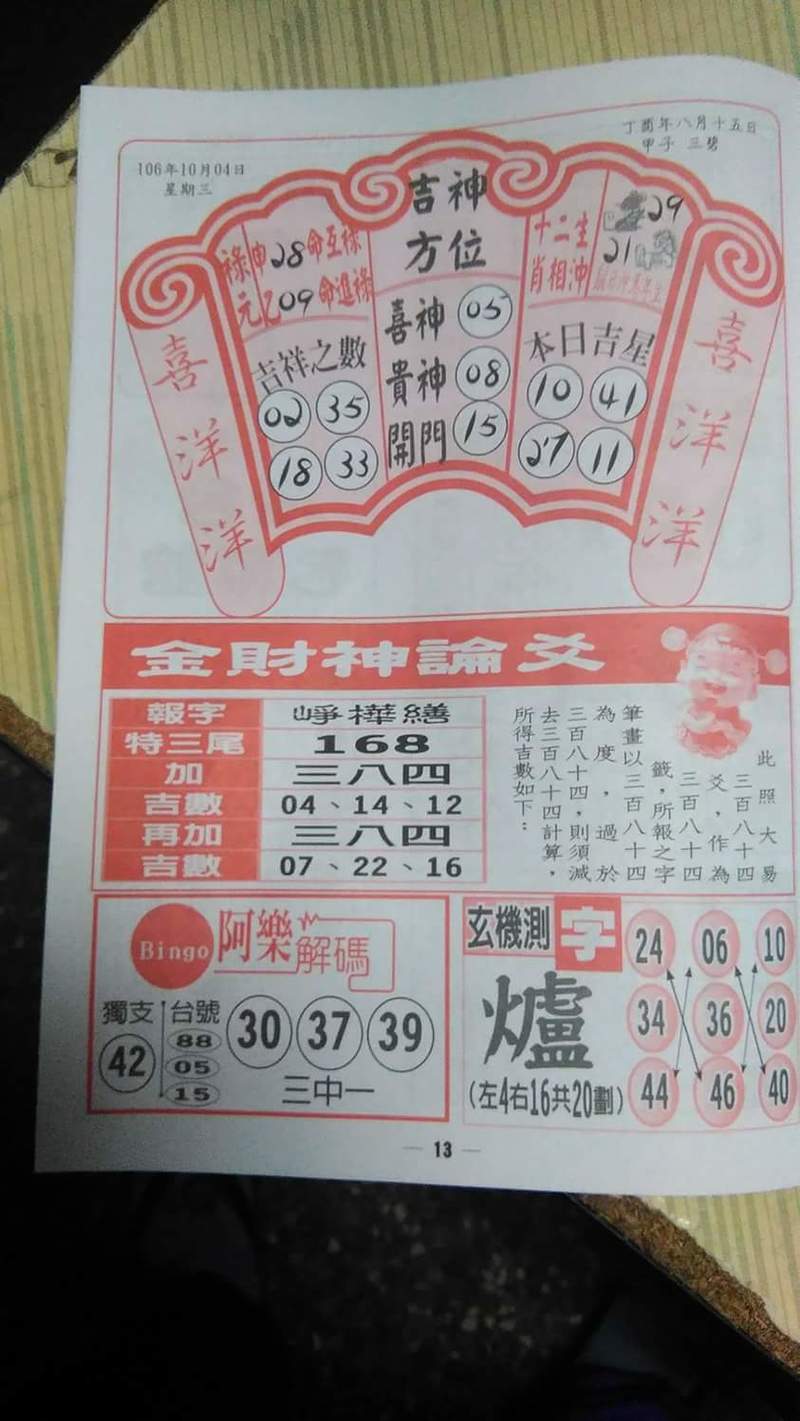 106年10月04日
星期三
丁酉年八月十五日
甲子 三碧
吉神
方位
喜神 05
貴神 08
開門 15
祿申28命互祿
元乙09命進祿
吉祥之數
02 35
18 33
十二生
肖相沖
29
21
本日吉星
10 41
27 11
喜洋洋
喜洋洋
金財神論爻
報字 崢樺繕
特三尾 168
加 三八四
吉數 04、14、12
再加 三八四
吉數 07、22、16
此照大易
三百八十四
爻，作為
三百八十四
籤，所報之字
筆畫以三百八十四
為度，過於
三百八十四，則須減
去三百八十四計算，
所得吉數如下：
Bingo 阿樂解碼
獨支 42
台號
88
05
15
30 37 39
三中一
玄機測字
爐
(左4右16共20劃)
24 06 10
34 36 20
44 46 40
— 13 —